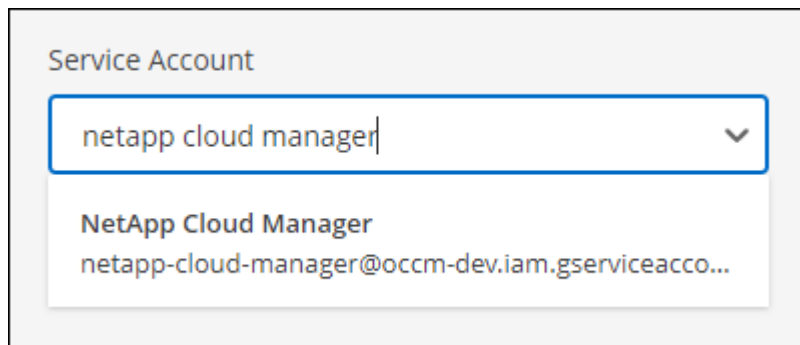 Service Account
netapp cloud manager
NetApp Cloud Manager
netapp-cloud-manager@occm-dev.iam.gserviceacco...